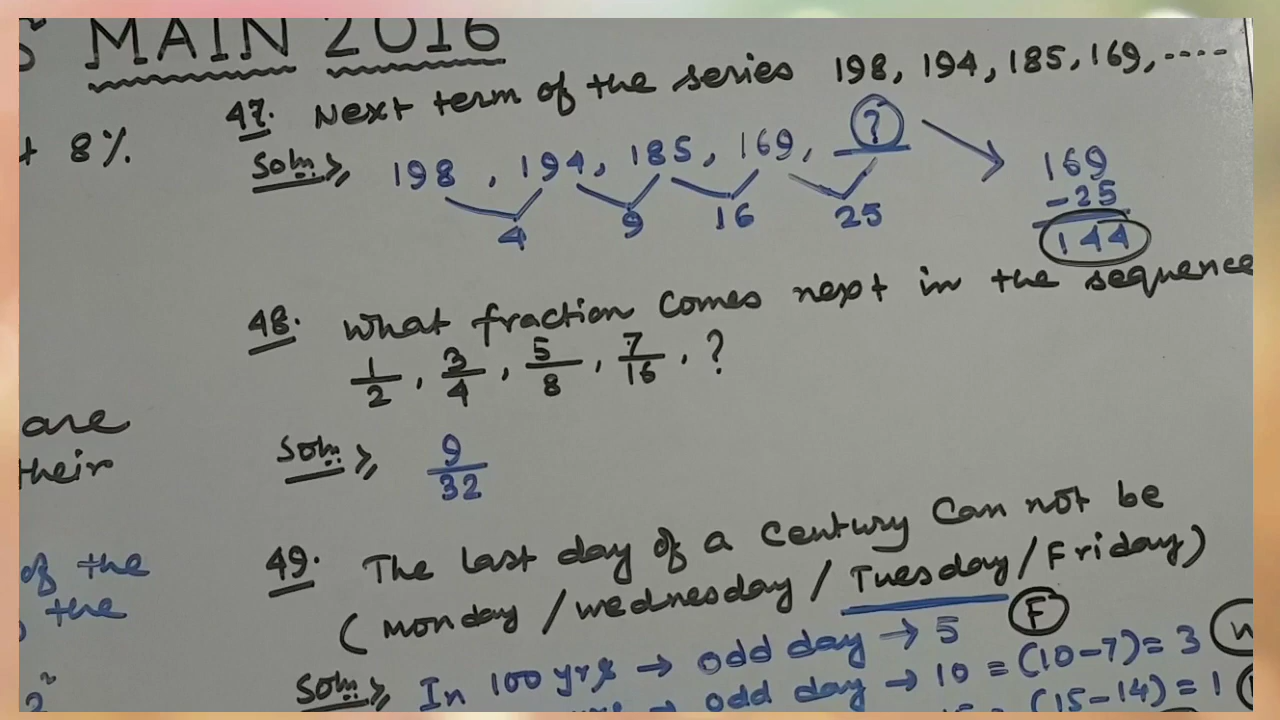 MAIN 2016
8%
47. Next term of the series 198, 194, 185, 169, ----
Soln. 198, 194, 185, 169, ?
4 9 16 25
169
-25
144
48. What fraction comes next in the sequence
1/2, 3/4, 5/8, 7/16, ?
Soln. 9/32
are
their
49. The last day of a Century Can not be
(monday / wednesday / Tuesday / Friday)
of the
the
Soln. In 100 yrs → odd day → 5 F
→ odd day → 10 = (10-7) = 3
(15-14) = 1